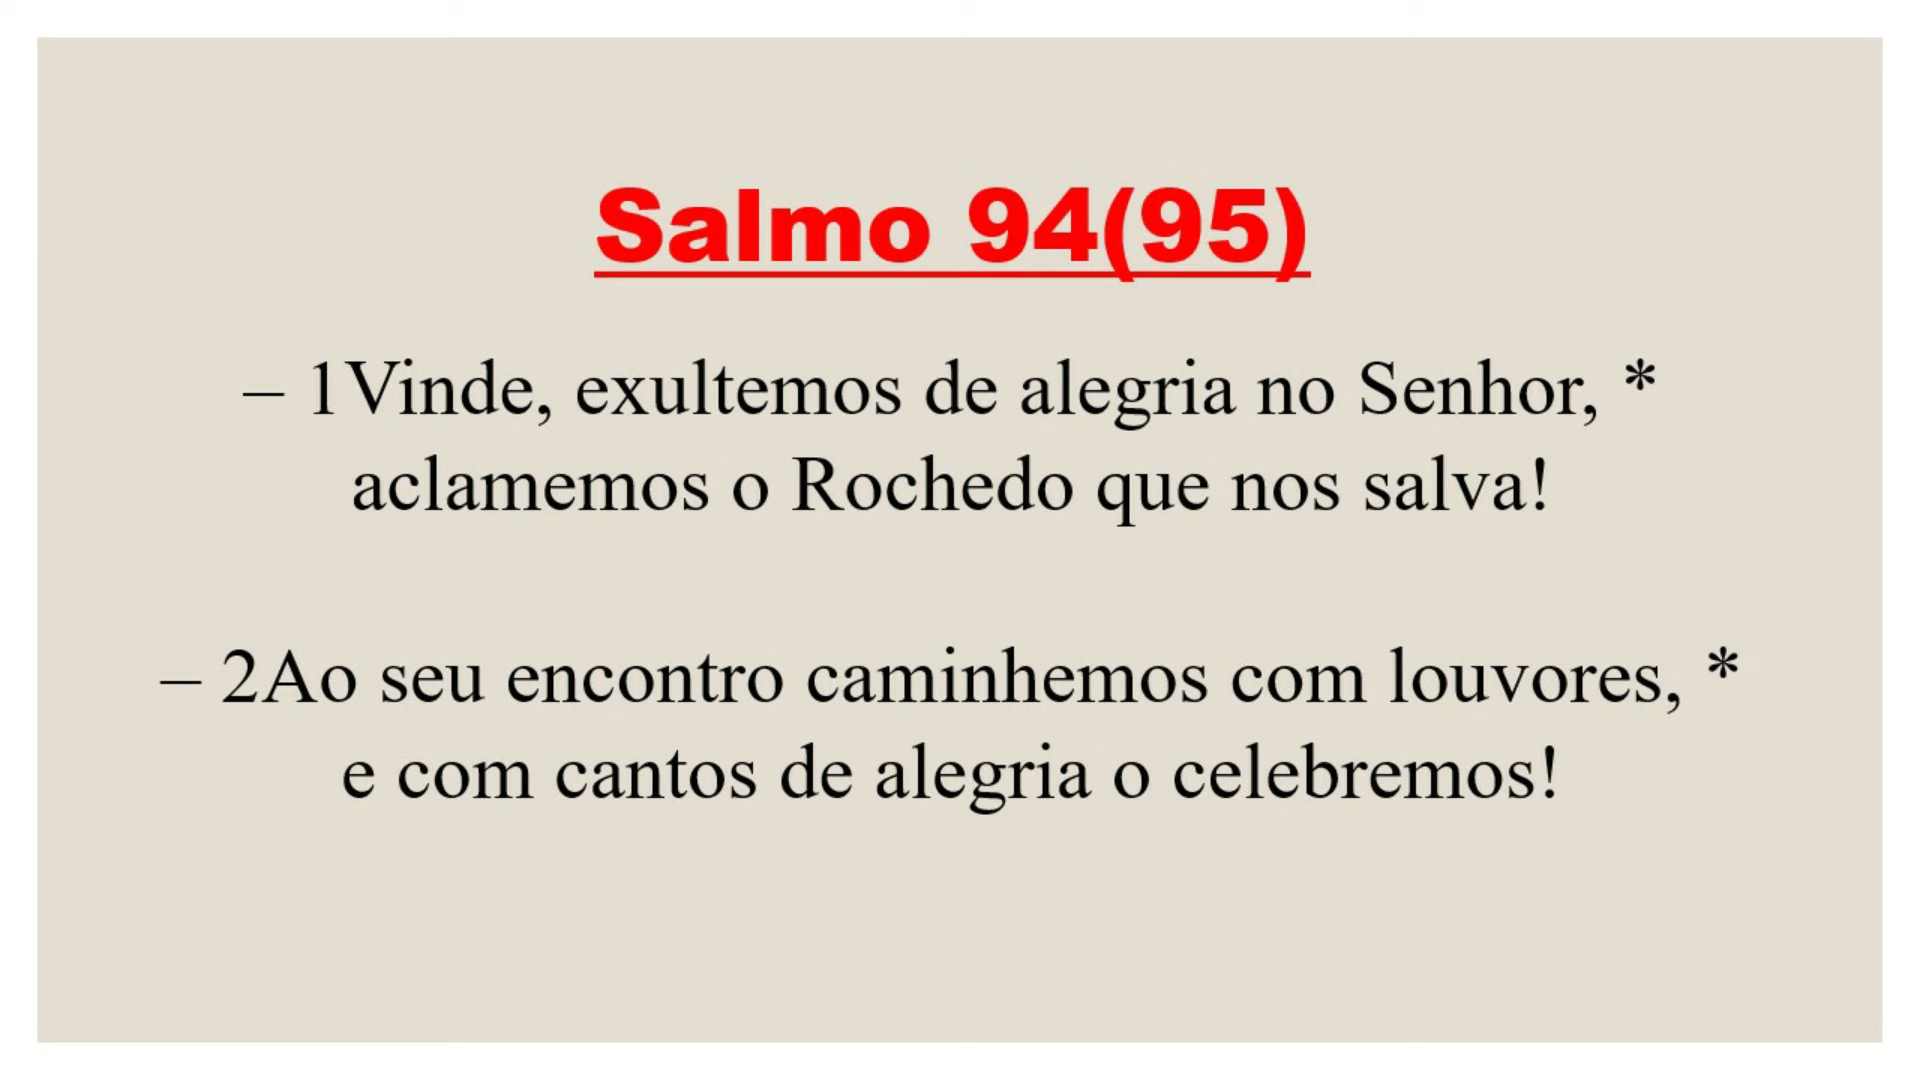 Salmo 94(95)
– 1Vinde, exultemos de alegria no Senhor, *
aclamemos o Rochedo que nos salva!
– 2Ao seu encontro caminhemos com louvores, *
e com cantos de alegria o celebremos!